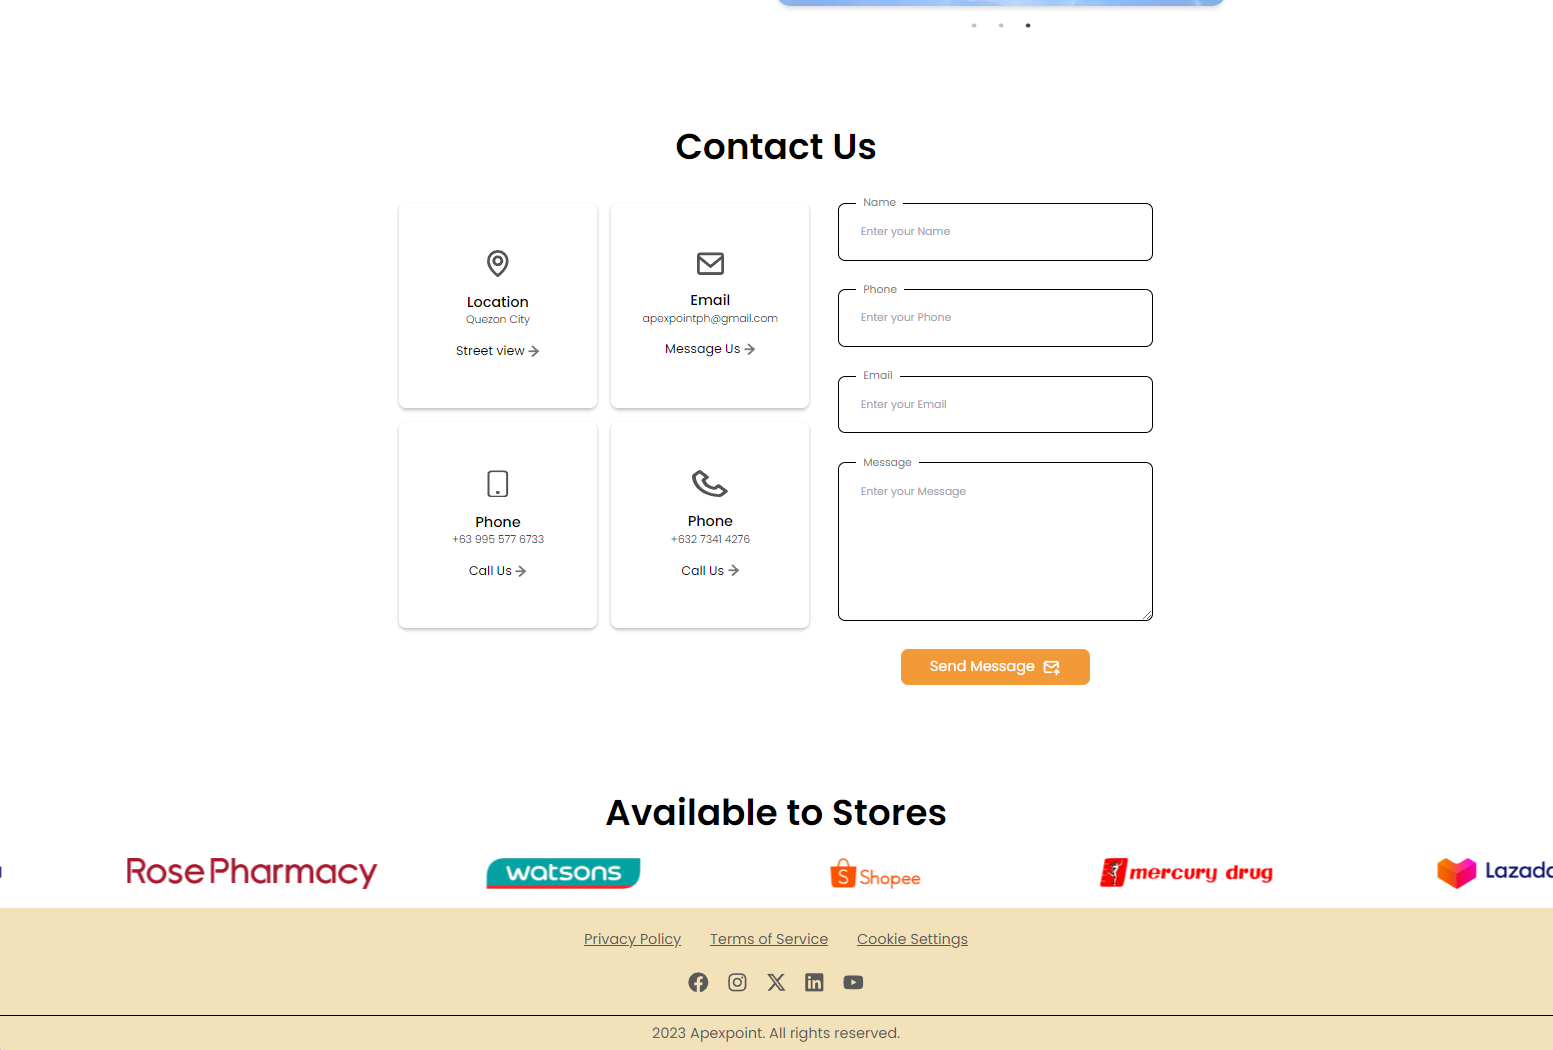 Contact Us
Location
Quezon City
Street view
Email
apexpointph@gmail.com
Message Us
Phone
+63 995 577 6733
Call Us
Phone
+632 7341 4276
Call Us
Name
Enter your Name
Phone
Enter your Phone
Email
Enter your Email
Message
Enter your Message
Send Message
Available to Stores
Rose Pharmacy
watsons
Shopee
mercury drug
Lazada
Privacy Policy
Terms of Service
Cookie Settings
2023 Apexpoint. All rights reserved.